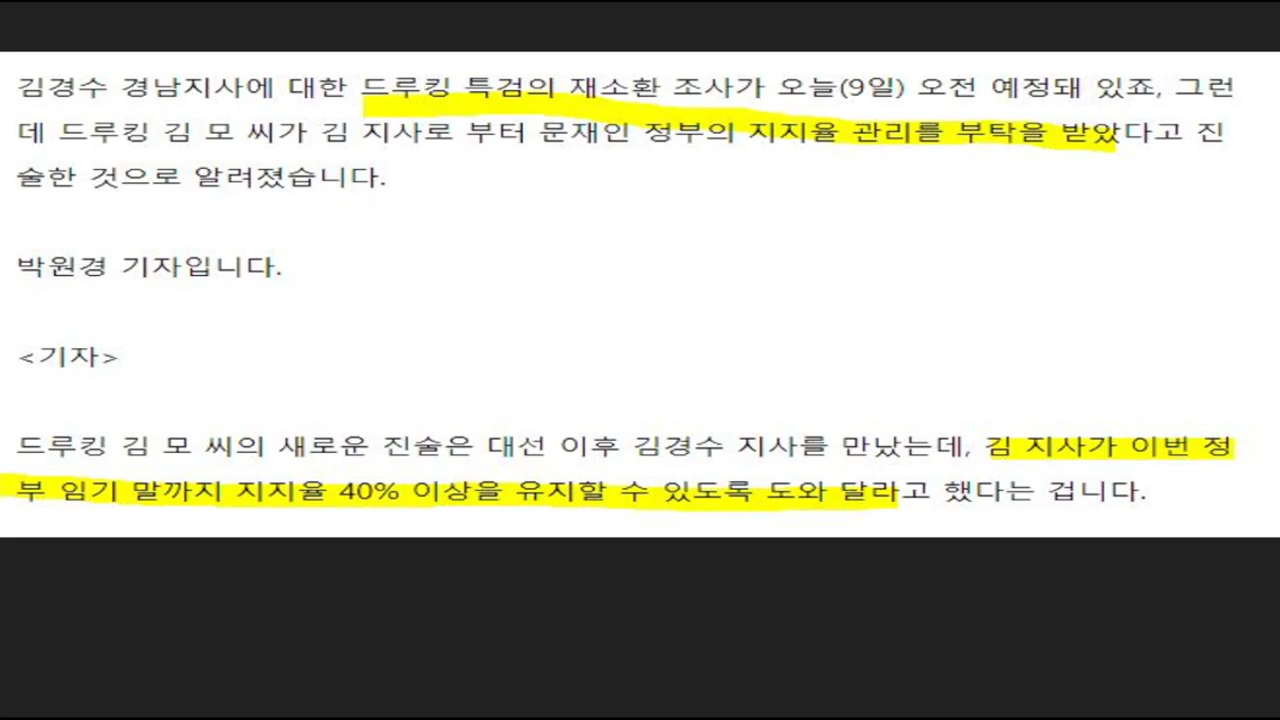 김경수 경남지사에 대한 드루킹 특검의 재소환 조사가 오늘(9일) 오전 예정돼 있죠, 그런
데 드루킹 김 모 씨가 김 지사로 부터 문재인 정부의 지지율 관리를 부탁을 받았다고 진
술한 것으로 알려졌습니다.
박원경 기자입니다.
<기자>
드루킹 김 모 씨의 새로운 진술은 대선 이후 김경수 지사를 만났는데, 김 지사가 이번 정
부 임기 말까지 지지율 40% 이상을 유지할 수 있도록 도와 달라고 했다는 겁니다.